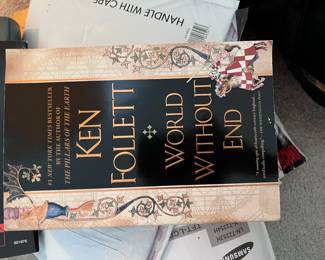 HANDLE WITH CARE
#1 NEW YORK TIMES BESTSELLER
BY THE AUTHOR OF
THE PILLARS OF THE EARTH
KEN
FOLLETT
WORLD
WITHOUT
END
SAMSUNG